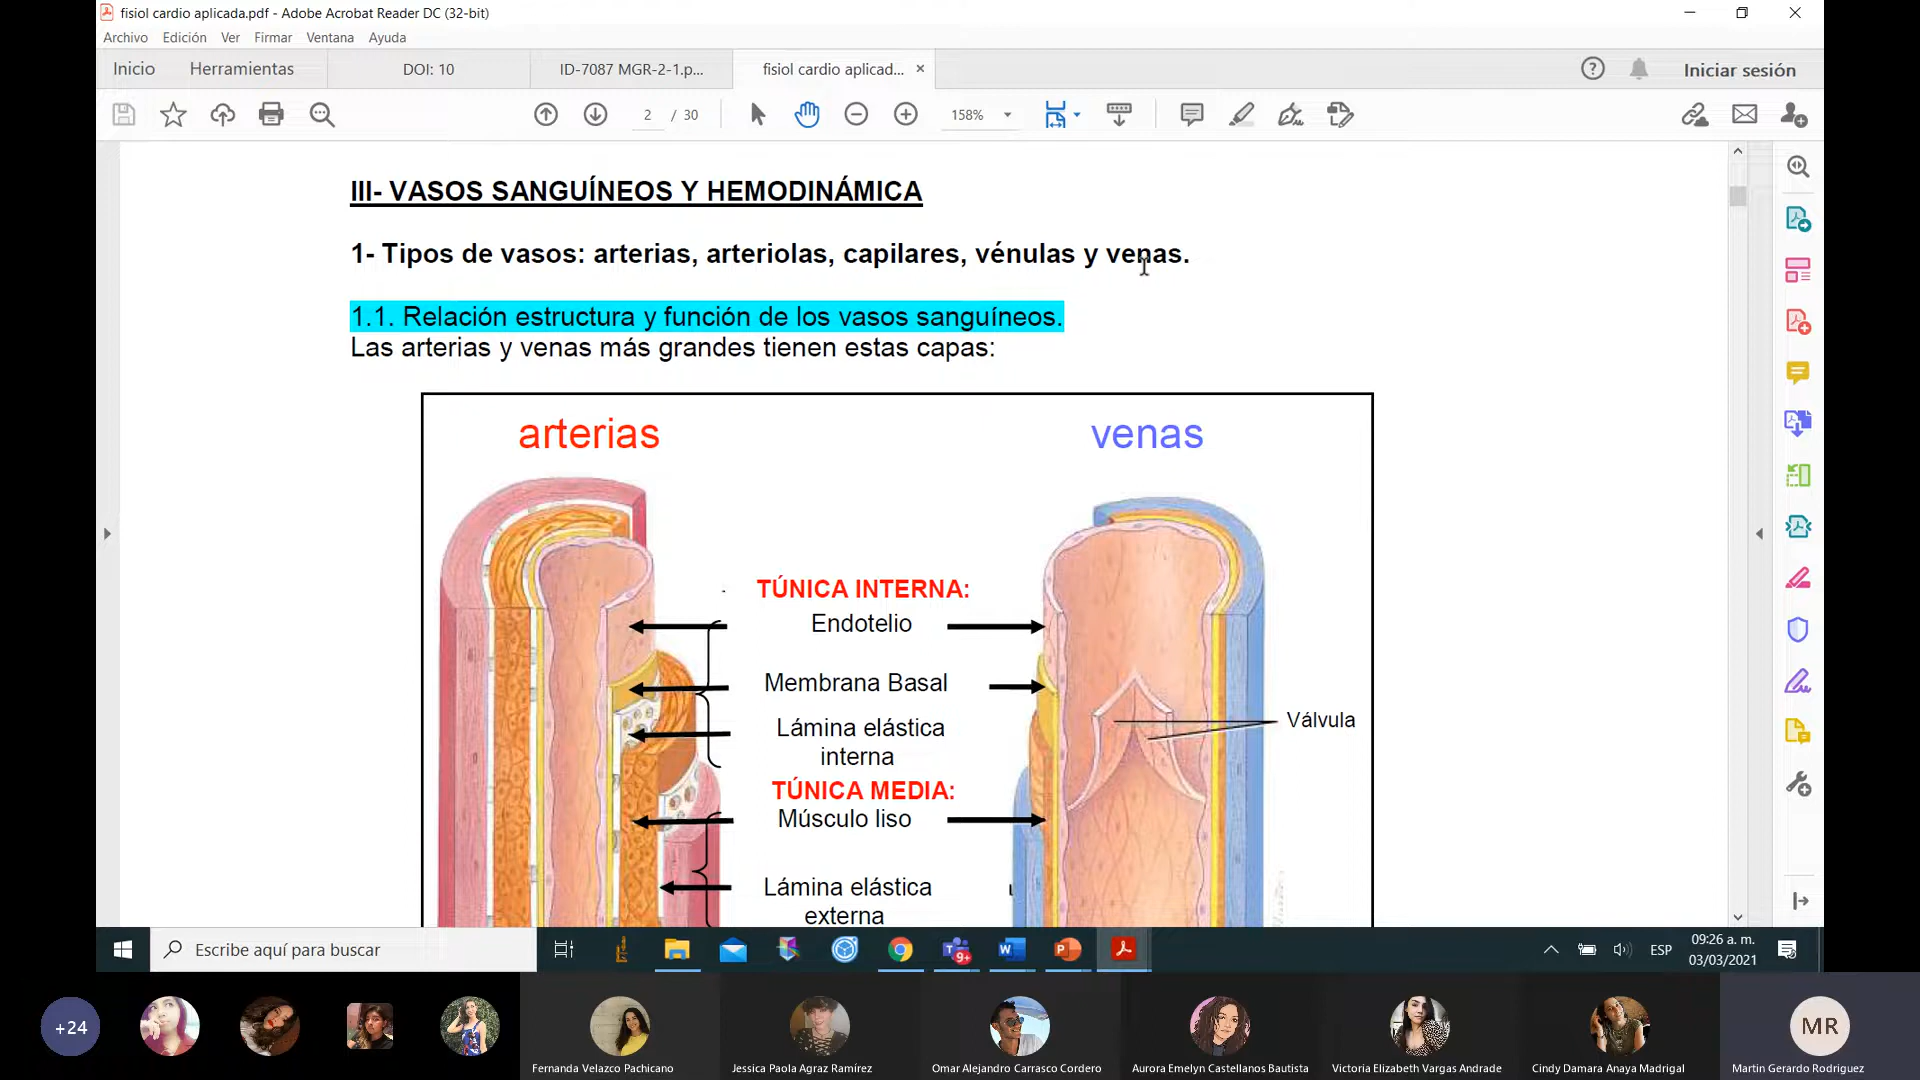 fisiol cardio aplicada.pdf - Adobe Acrobat Reader DC (32-bit)
Archivo Edición Ver Firmar Ventana Ayuda
Inicio Herramientas DOI: 10 ID-7087 MGR-2-1.p... fisiol cardio aplicad... × Iniciar sesión
2 / 30 158%
III- VASOS SANGUÍNEOS Y HEMODINÁMICA
1- Tipos de vasos: arterias, arteriolas, capilares, vénulas y venas.
1.1. Relación estructura y función de los vasos sanguíneos.
Las arterias y venas más grandes tienen estas capas:
arterias venas
TÚNICA INTERNA:
Endotelio
Membrana Basal
Lámina elástica
interna
Válvula
TÚNICA MEDIA:
Músculo liso
Lámina elástica
externa
Escribe aquí para buscar
9+
ESP
09:26 a. m.
03/03/2021
+24
MR
Fernanda Velazco Pachicano Jessica Paola Agraz Ramírez Omar Alejandro Carrasco Cordero Aurora Emelyn Castellanos Bautista Victoria Elizabeth Vargas Andrade Cindy Damara Anaya Madrigal Martin Gerardo Rodriguez